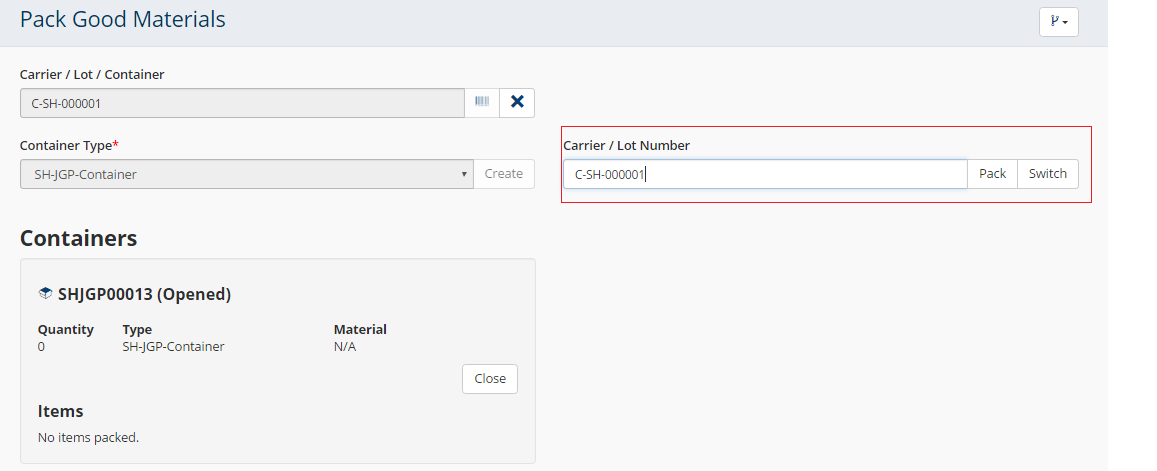 Pack Good Materials
Carrier / Lot / Container
C-SH-000001
Container Type*
SH-JGP-Container
Create
Carrier / Lot Number
C-SH-000001
Pack
Switch
Containers
SHJGP00013 (Opened)
Quantity Type Material
0 SH-JGP-Container N/A
Close
Items
No items packed.